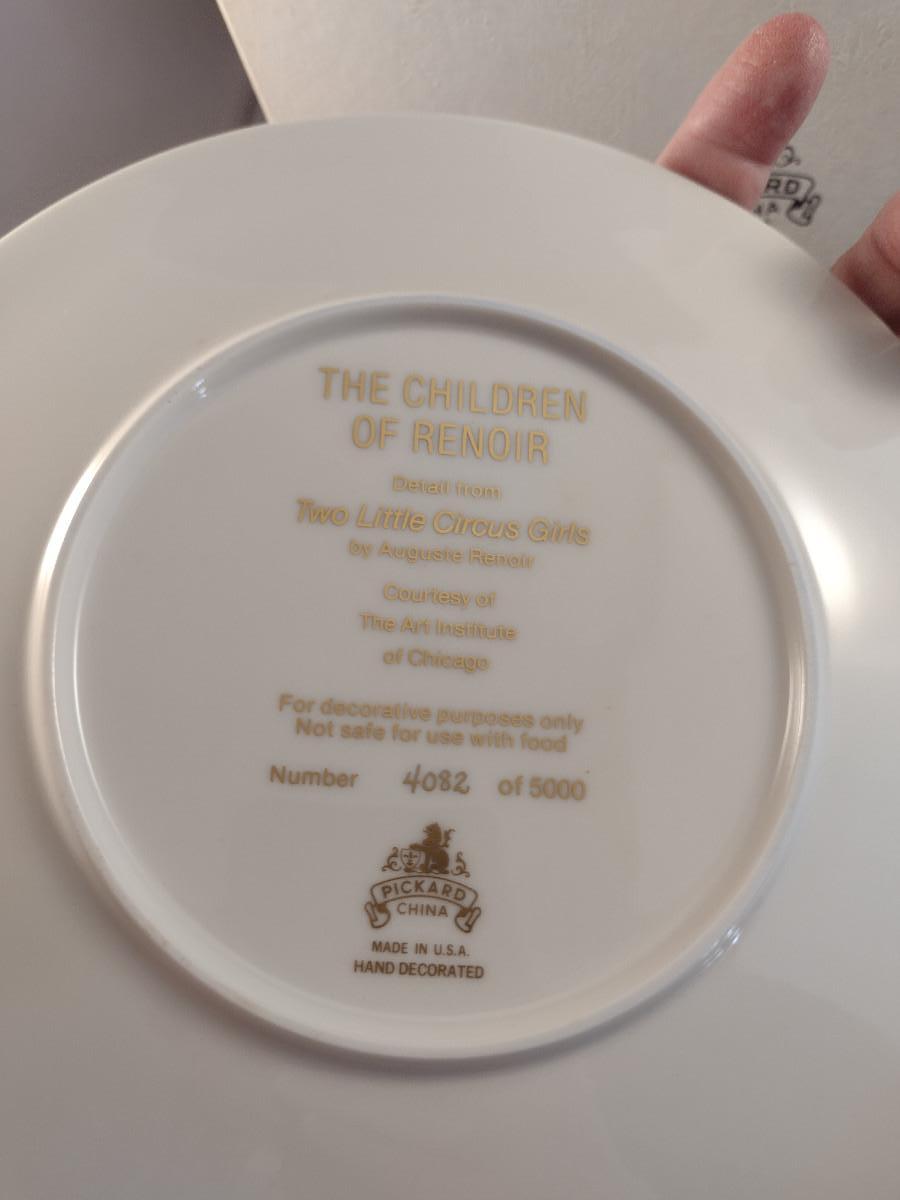 THE CHILDREN
OF RENOIR
Detail from
Two Little Circus Girls
by Auguste Renoir
Courtesy of
The Art Institute
of Chicago
For decorative purposes only
Not safe for use with food
Number 4082 of 5000
PICKARD
CHINA
MADE IN U.S.A.
HAND DECORATED